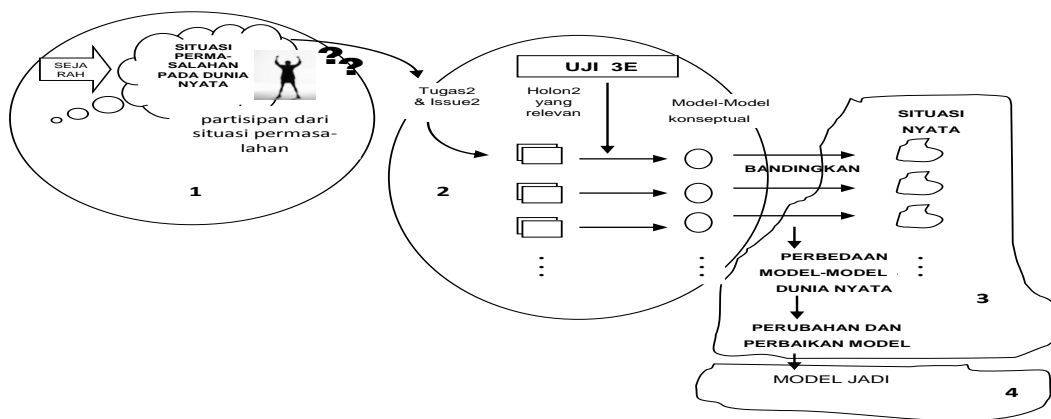 SEJA
RAH
SITUASI
PERMA-
SALAHAN
PADA DUNIA
NYATA
??
??
partisipan dari
situasi permasa-
lahan
1
Tugas2
& Issue2
2
UJI 3E
Holon2
yang
relevan
Model-Model
konseptual
SITUASI
NYATA
BANDINGKAN
PERBEDAAN
MODEL-MODEL
DUNIA NYATA
3
PERUBAHAN DAN
PERBAIKAN MODEL
MODEL JADI
4